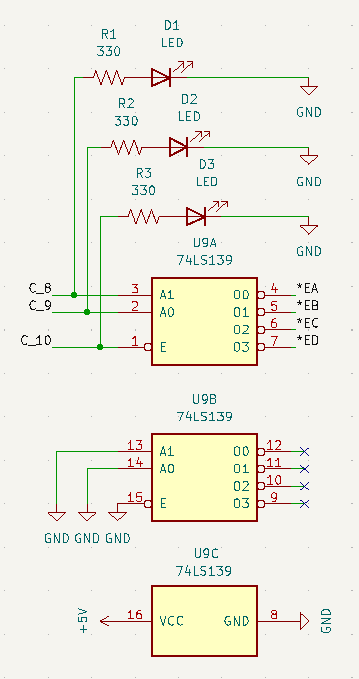 R1
330
D1
LED
GND
R2
330
D2
LED
GND
R3
330
D3
LED
GND
U9A
74LS139
C_8 3 A1 O0 4 *EA
C_9 2 A0 O1 5 *EB
O2 6 *EC
C_10 1 E O3 7 *ED
U9B
74LS139
13 A1 O0 12
14 A0 O1 11
O2 10
15 E O3 9
GND GND GND
U9C
74LS139
+5V 16 VCC GND 8 GND